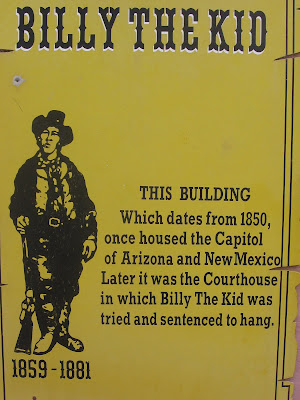 BILLY THE KID
THIS BUILDING
Which dates from 1850,
once housed the Capitol
of Arizona and New Mexico
Later it was the Courthouse
in which Billy The Kid was
tried and sentenced to hang.
1859-1881